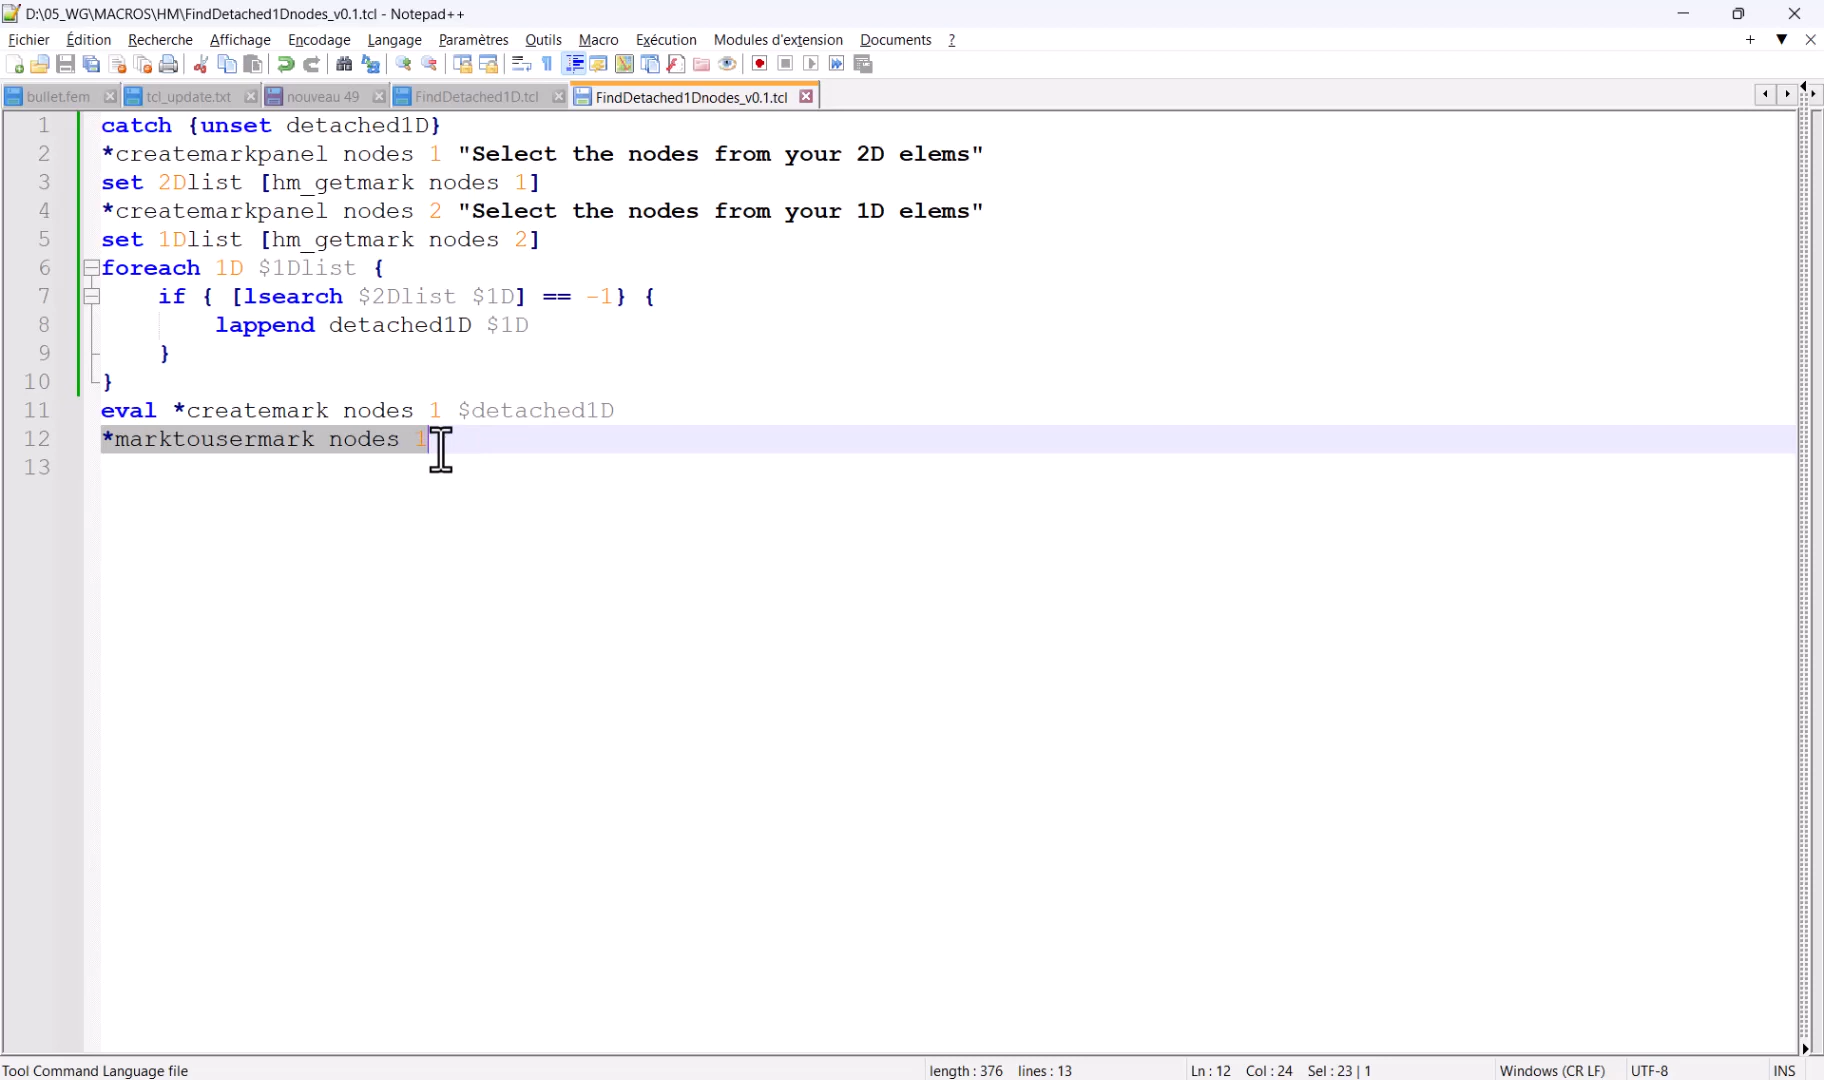 D:\05_WG\MACROS\HM\FindDetached1Dnodes_v0.1.tcl - Notepad++
Fichier Édition Recherche Affichage Encodage Langage Paramètres Outils Macro Exécution Modules d'extension Documents ?
bullet.fem tcl_update.txt nouveau 49 FindDetached1D.tcl FindDetached1Dnodes_v0.1.tcl
1 catch {unset detached1D}
2 *createmarkpanel nodes 1 "Select the nodes from your 2D elems"
3 set 2Dlist [hm_getmark nodes 1]
4 *createmarkpanel nodes 2 "Select the nodes from your 1D elems"
5 set 1Dlist [hm_getmark nodes 2]
6 foreach 1D $1Dlist {
7 if { [lsearch $2Dlist $1D] == -1} {
8 lappend detached1D $1D
9 }
10 }
11 eval *createmark nodes 1 $detached1D
12 *marktousermark nodes 1
13
Tool Command Language file length : 376 lines : 13 Ln : 12 Col : 24 Sel : 23 | 1 Windows (CR LF) UTF-8 INS